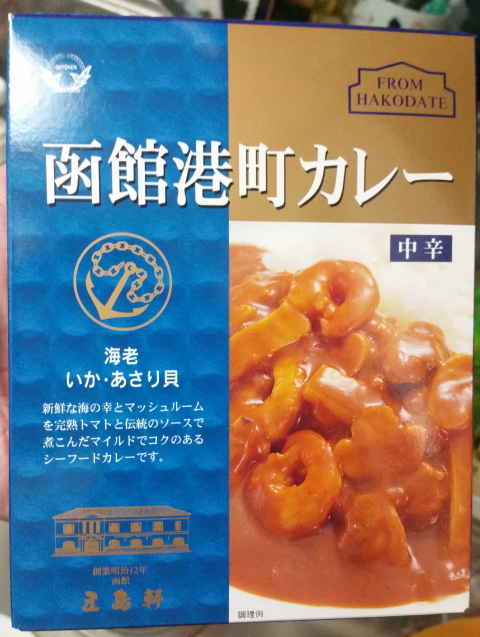 GOTOKEN
FROM
HAKODATE
函館港町カレー
中辛
海老
いか・あさり貝
新鮮な海の幸とマッシュルーム
を完熟トマトと伝統のソースで
煮こんだマイルドでコクのある
シーフードカレーです。
創業明治12年
函館
五島軒
調理例